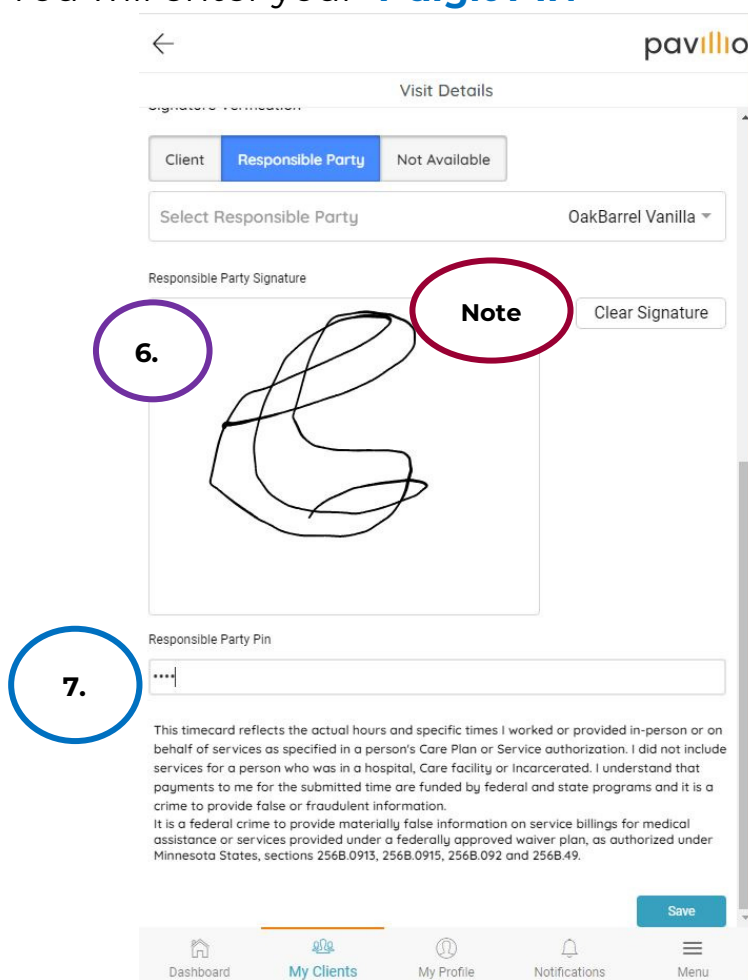 pavillio
Visit Details
Signature Verification
Client Responsible Party Not Available
Select Responsible Party OakBarrel Vanilla
Responsible Party Signature
Note
Clear Signature
6.
Responsible Party Pin
7.
····
This timecard reflects the actual hours and specific times I worked or provided in-person or on
behalf of services as specified in a person's Care Plan or Service authorization. I did not include
services for a person who was in a hospital, Care facility or Incarcerated. I understand that
payments to me for the submitted time are funded by federal and state programs and it is a
crime to provide false or fraudulent information.
It is a federal crime to provide materially false information on service billings for medical
assistance or services provided under a federally approved waiver plan, as authorized under
Minnesota States, sections 256B.0913, 256B.0915, 256B.092 and 256B.49.
Save
Dashboard My Clients My Profile Notifications Menu